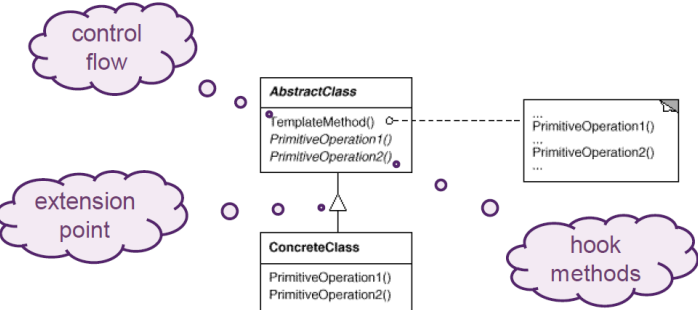 control
flow
AbstractClass
TemplateMethod()
PrimitiveOperation1()
PrimitiveOperation2()
...
PrimitiveOperation1()
...
PrimitiveOperation2()
...
extension
point
ConcreteClass
PrimitiveOperation1()
PrimitiveOperation2()
hook
methods